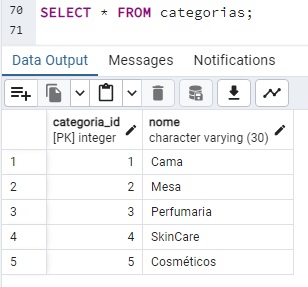 70 SELECT * FROM categorias;
71
Data Output Messages Notifications
categoria_id nome
[PK] integer character varying (30)
1 1 Cama
2 2 Mesa
3 3 Perfumaria
4 4 SkinCare
5 5 Cosméticos